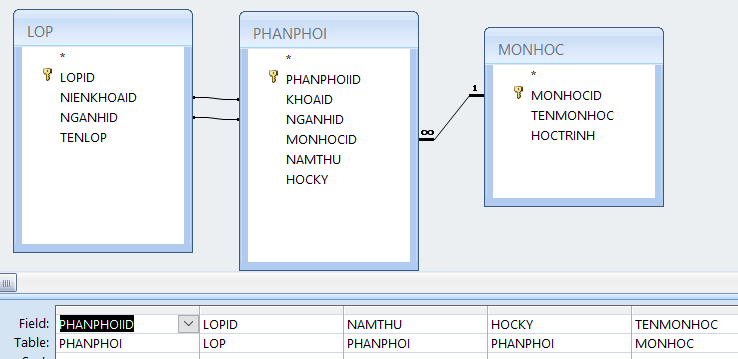 LOP
*
LOPID
NIENKHOAID
NGANHID
TENLOP
PHANPHOI
*
PHANPHOIID
KHOAID
NGANHID
MONHOCID
NAMTHU
HOCKY
∞
1
MONHOC
*
MONHOCID
TENMONHOC
HOCTRINH
Field: PHANPHOIID LOPID NAMTHU HOCKY TENMONHOC
Table: PHANPHOI LOP PHANPHOI PHANPHOI MONHOC